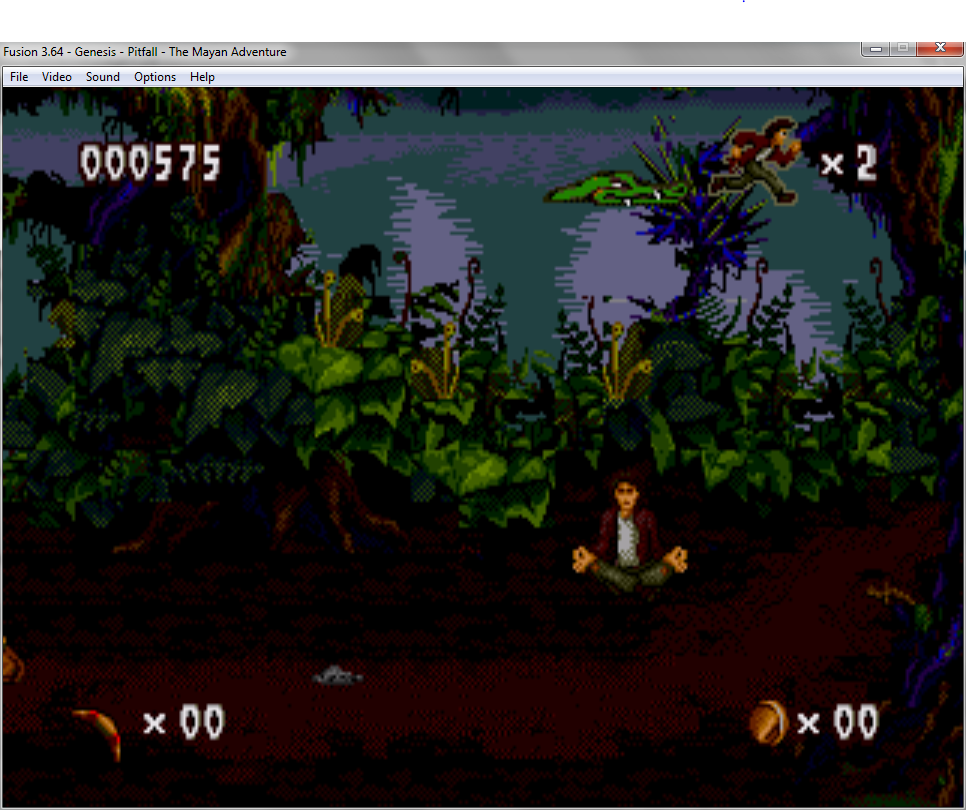 Fusion 3.64 - Genesis - Pitfall - The Mayan Adventure
File Video Sound Options Help
000575
x 2
x 00
x 00